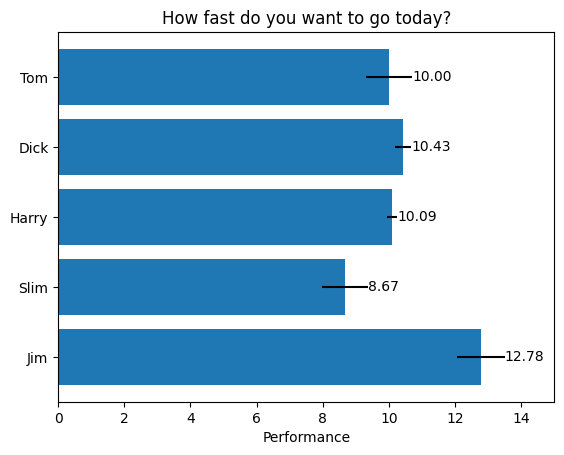 How fast do you want to go today?
Tom
10.00
Dick
10.43
Harry
10.09
Slim
8.67
Jim
12.78
0 2 4 6 8 10 12 14
Performance